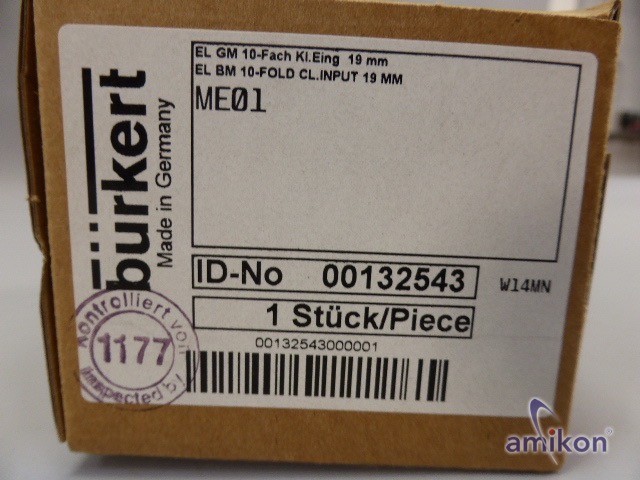 EL GM 10-Fach Kl.Eing 19 mm
EL BM 10-FOLD CL.INPUT 19 MM
ME01
bürkert
Made in Germany
ID-No 00132543
W14MN
1 Stück/Piece
00132543000001
Kontrolliert von
1177
inspected by
amikon